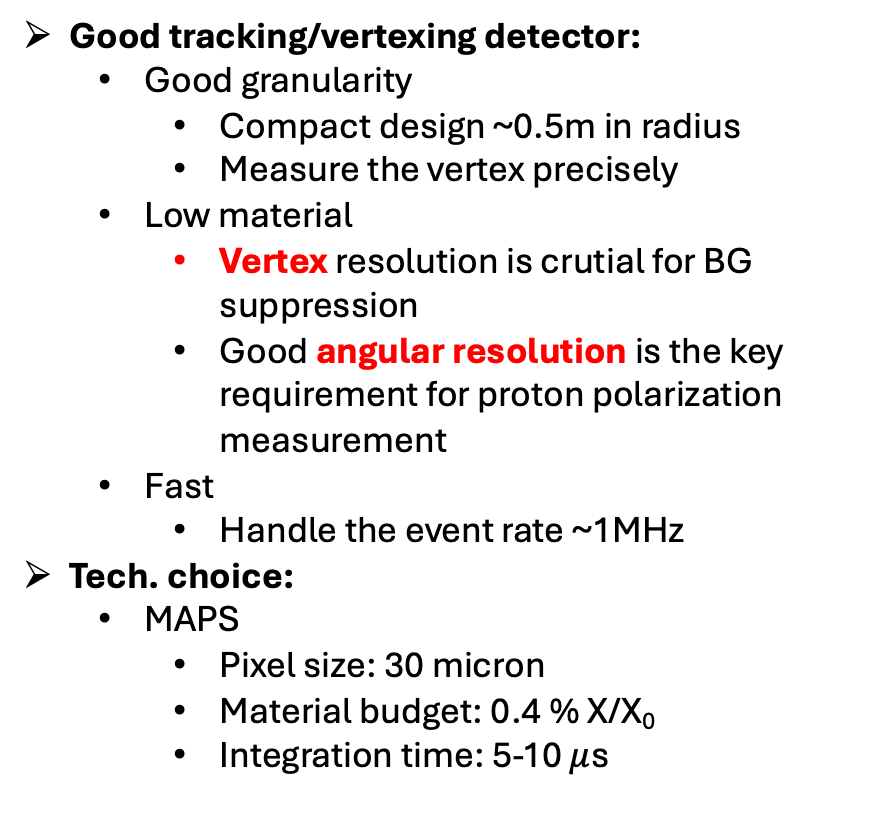 ➢ Good tracking/vertexing detector:
• Good granularity
• Compact design ~0.5m in radius
• Measure the vertex precisely
• Low material
• Vertex resolution is crutial for BG
suppression
• Good angular resolution is the key
requirement for proton polarization
measurement
• Fast
• Handle the event rate ~1MHz
➢ Tech. choice:
• MAPS
• Pixel size: 30 micron
• Material budget: 0.4 % X/X₀
• Integration time: 5-10 𝜇s